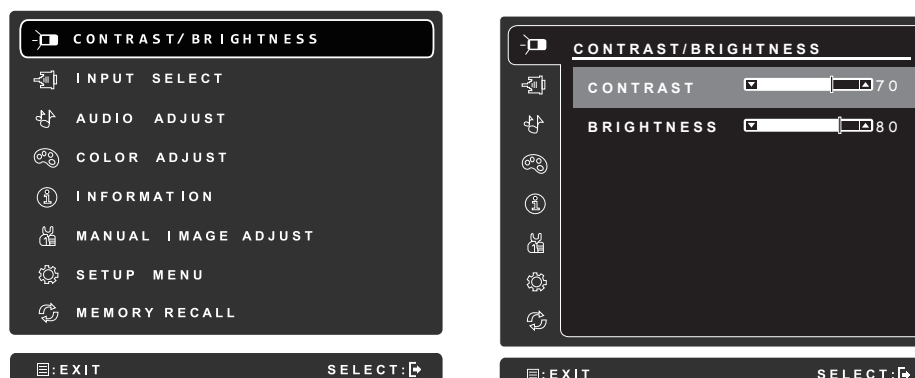 CONTRAST/BRIGHTNESS
INPUT SELECT
AUDIO ADJUST
COLOR ADJUST
INFORMATION
MANUAL IMAGE ADJUST
SETUP MENU
MEMORY RECALL
:EXIT SELECT:
CONTRAST/BRIGHTNESS
CONTRAST 70
BRIGHTNESS 80
:EXIT SELECT: